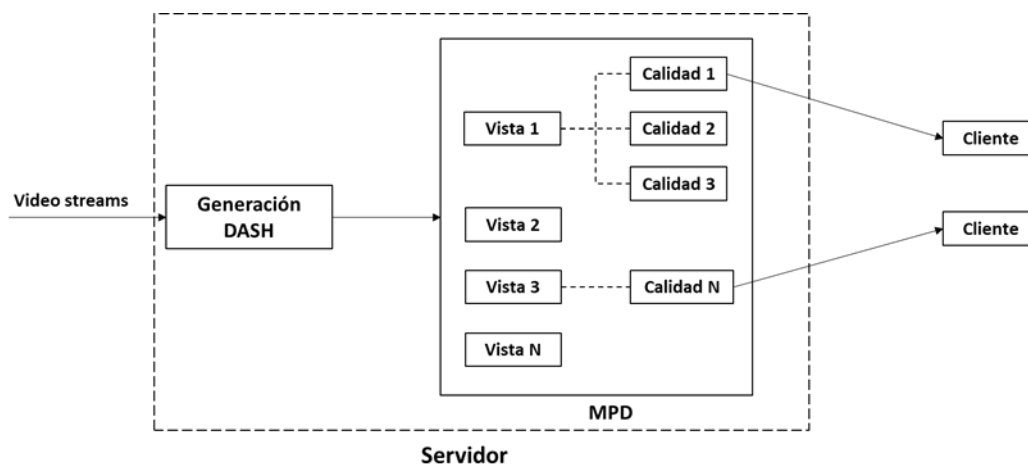 Video streams
Generación
DASH
Vista 1
Vista 2
Vista 3
Vista N
Calidad 1
Calidad 2
Calidad 3
Calidad N
MPD
Servidor
Cliente
Cliente